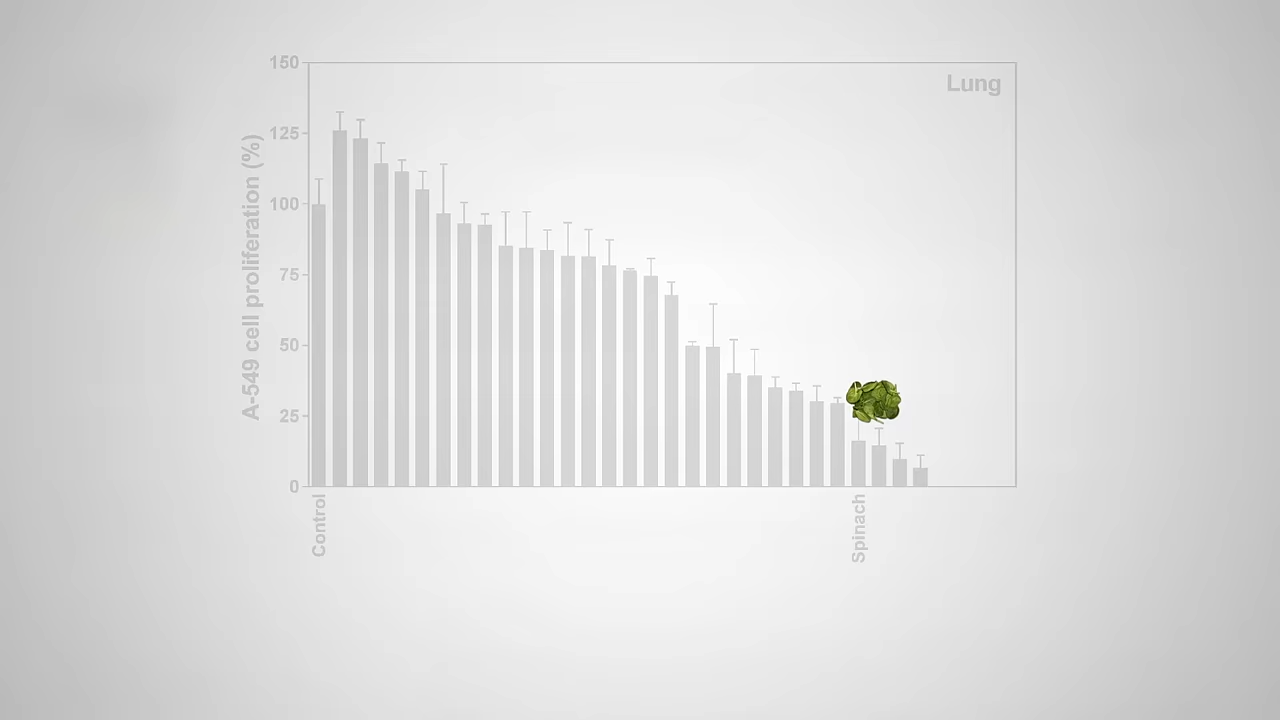 Lung
A-549 cell proliferation (%)
150
125
100
75
50
25
0
Control
Spinach